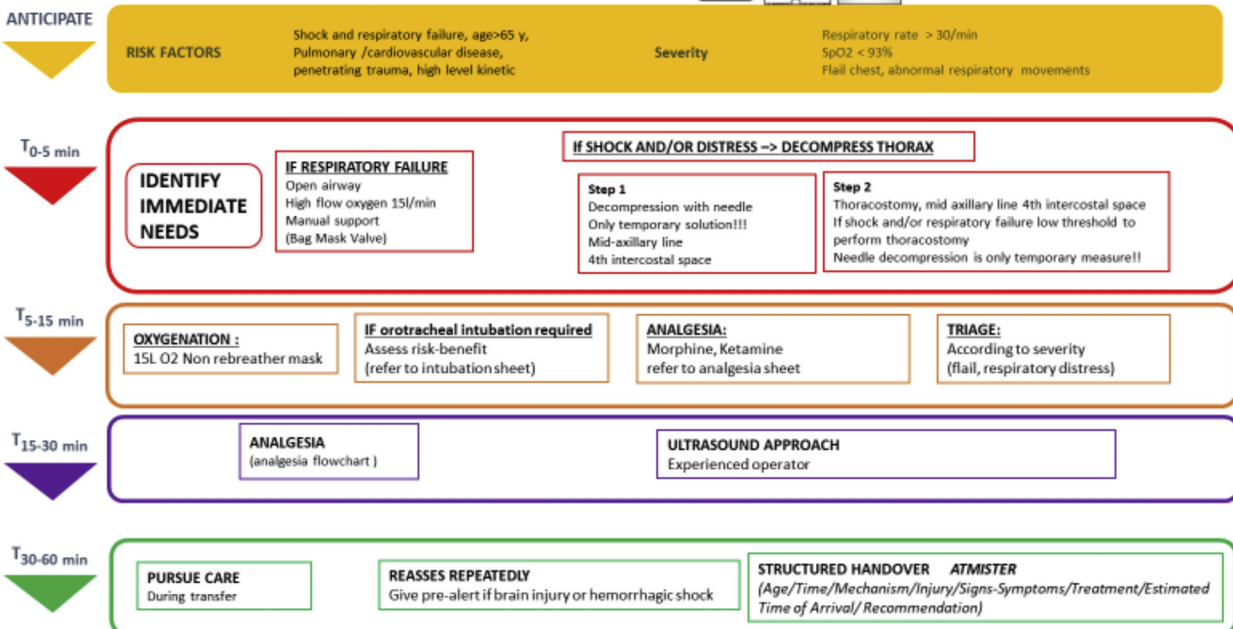 ANTICIPATE
RISK FACTORS
Shock and respiratory failure, age>65 y,
Pulmonary /cardiovascular disease,
penetrating trauma, high level kinetic
Severity
Respiratory rate > 30/min
SpO2 < 93%
Flail chest, abnormal respiratory movements
T0-5 min
IDENTIFY
IMMEDIATE
NEEDS
IF RESPIRATORY FAILURE
Open airway
High flow oxygen 15l/min
Manual support
(Bag Mask Valve)
If SHOCK AND/OR DISTRESS –> DECOMPRESS THORAX
Step 1
Decompression with needle
Only temporary solution!!!
Mid-axillary line
4th intercostal space
Step 2
Thoracostomy, mid axillary line 4th intercostal space
If shock and/or respiratory failure low threshold to
perform thoracostomy
Needle decompression is only temporary measure!!
T5-15 min
OXYGENATION :
15L O2 Non rebreather mask
IF orotracheal intubation required
Assess risk-benefit
(refer to intubation sheet)
ANALGESIA:
Morphine, Ketamine
refer to analgesia sheet
TRIAGE:
According to severity
(flail, respiratory distress)
T15-30 min
ANALGESIA
(analgesia flowchart )
ULTRASOUND APPROACH
Experienced operator
T30-60 min
PURSUE CARE
During transfer
REASSES REPEATEDLY
Give pre-alert if brain injury or hemorrhagic shock
STRUCTURED HANDOVER ATMISTER
(Age/Time/Mechanism/Injury/Signs-Symptoms/Treatment/Estimated
Time of Arrival/ Recommendation)